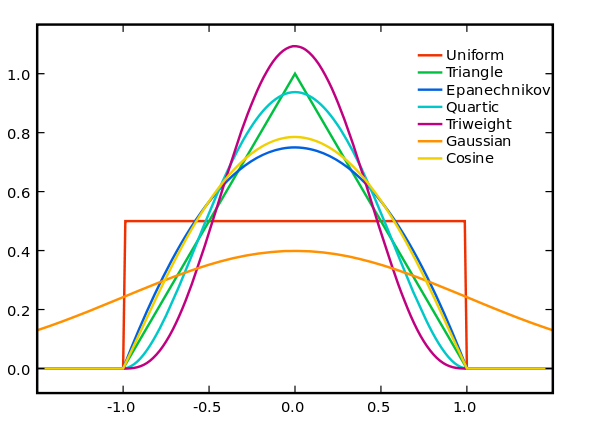 Uniform
Triangle
Epanechnikov
Quartic
Triweight
Gaussian
Cosine
1.0
0.8
0.6
0.4
0.2
0.0
-1.0 -0.5 0.0 0.5 1.0